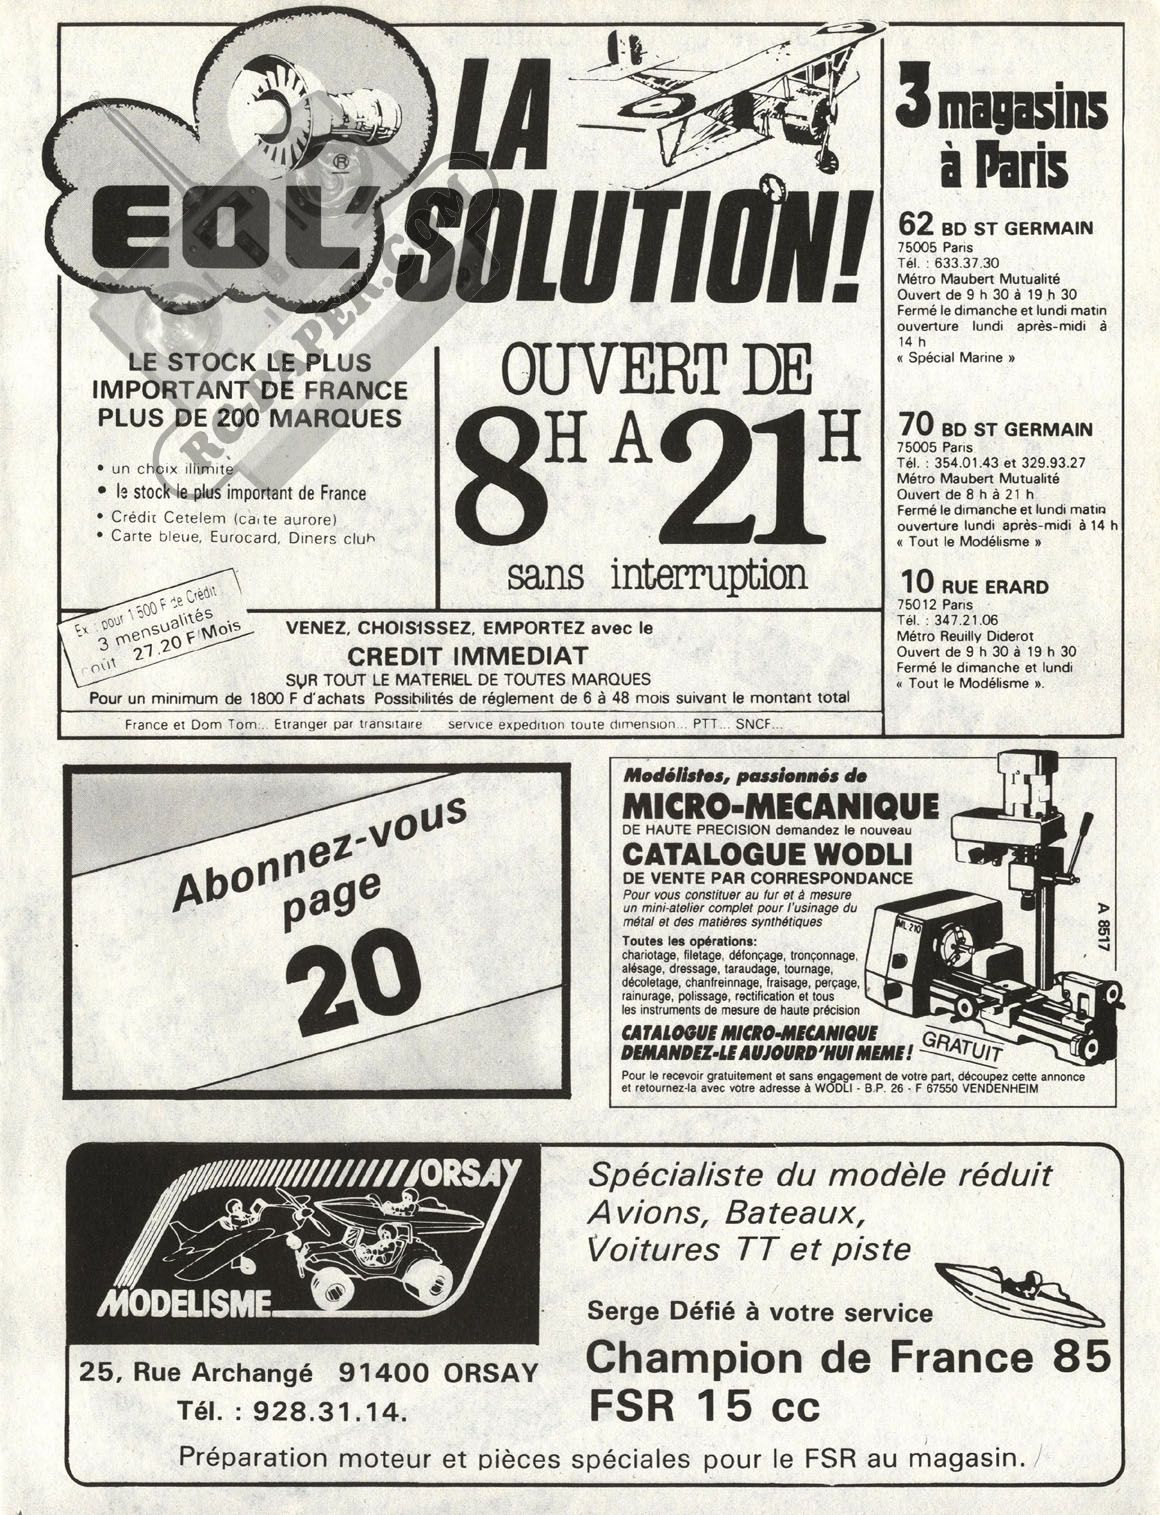 EOL'
®
LA
SOLUTION!
RC-PAPER.COM
LE STOCK LE PLUS
IMPORTANT DE FRANCE
PLUS DE 200 MARQUES
• un choix illimité
• le stock le plus important de France
• Crédit Cetelem (carte aurore)
• Carte bleue, Eurocard, Diners club
OUVERT DE
8H A 21H
sans interruption
Ex : pour 1 500 F de Crédit
3 mensualités
coût 27.20 F/Mois
VENEZ, CHOISISSEZ, EMPORTEZ avec le
CREDIT IMMEDIAT
SUR TOUT LE MATERIEL DE TOUTES MARQUES
Pour un minimum de 1800 F d'achats Possibilités de réglement de 6 à 48 mois suivant le montant total
France et Dom Tom... Etranger par transitaire service expedition toute dimension... PTT... SNCF...
3 magasins
à Paris
62 BD ST GERMAIN
75005 Paris
Tél. : 633.37.30
Métro Maubert Mutualité
Ouvert de 9 h 30 à 19 h 30
Fermé le dimanche et lundi matin
ouverture lundi après-midi à
14 h
« Spécial Marine »
70 BD ST GERMAIN
75005 Paris
Tél. : 354.01.43 et 329.93.27
Métro Maubert Mutualité
Ouvert de 8 h à 21 h
Fermé le dimanche et lundi matin
ouverture lundi après-midi à 14 h
« Tout le Modélisme »
10 RUE ERARD
75012 Paris
Tél. : 347.21.06
Métro Reuilly Diderot
Ouvert de 9 h 30 à 19 h 30
Fermé le dimanche et lundi
« Tout le Modélisme ».
Abonnez-vous
page
20
Modélistes, passionnés de
MICRO-MECANIQUE
DE HAUTE PRECISION demandez le nouveau
CATALOGUE WODLI
DE VENTE PAR CORRESPONDANCE
Pour vous constituer au fur et à mesure
un mini-atelier complet pour l'usinage du
métal et des matières synthétiques
Toutes les opérations:
chariotage, filetage, défonçage, tronçonnage,
alésage, dressage, taraudage, tournage,
décoletage, chanfreinnage, fraisage, perçage,
rainurage, polissage, rectification et tous
les instruments de mesure de haute précision
CATALOGUE MICRO-MECANIQUE
DEMANDEZ-LE AUJOURD'HUI MEME!
GRATUIT
Pour le recevoir gratuitement et sans engagement de votre part, découpez cette annonce
et retournez-la avec votre adresse à WODLI - B.P. 26 - F 67550 VENDENHEIM
ML 210
A 8517
ORSAY
MODELISME
25, Rue Archangé 91400 ORSAY
Tél. : 928.31.14.
Spécialiste du modèle réduit
Avions, Bateaux,
Voitures TT et piste
Serge Défié à votre service
Champion de France 85
FSR 15 cc
Préparation moteur et pièces spéciales pour le FSR au magasin.